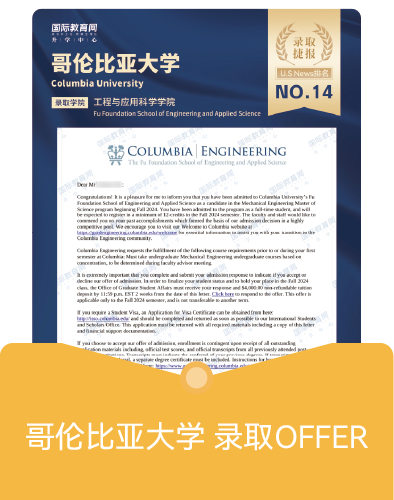 国际教育网
升 学 中 心
录取
捷报
哥伦比亚大学
Columbia University
U.S News排名
NO.14
录取学院 工程与应用科学学院
Fu Foundation School of Engineering and Applied Science
COLUMBIA | ENGINEERING
The Fu Foundation School of Engineering and Applied Science
Dear M
Congratulations! It is a pleasure for me to inform you that you have been admitted to Columbia University's Fu
Foundation School of Engineering and Applied Science as a candidate in the Mechanical Engineering Master of
Science program beginning Fall 2024. You have been admitted to the program as a full-time student, and will
be expected to register in a minimum of 12-credits in the Fall 2024 semester. The faculty and staff would like to
commend you on your past accomplishments which formed the basis of our admission decision in a highly
competitive pool. We encourage you to visit our Welcome to Columbia website at
for essential information to assist you with your transition to the
Columbia Engineering community.
Columbia Engineering requests the fulfillment of the following course requirements prior to or during your first
semester at Columbia: Must take undergraduate Mechanical Engineering undergraduate courses based on
concentration, to be determined during faculty advisor meeting.
It is extremely important that you complete and submit your admission response to indicate if you accept or
decline our offer of admission. In order to finalize your student status and to hold your place in the Fall 2024
class, the Office of Graduate Student Affairs must receive your response and $4,000.00 non-refundable tuition
deposit by 11:59 p.m. EST 2 weeks from the date of this letter. Click here to respond to the offer. This offer is
applicable only to the Fall 2024 semester, and is not transferable to another term.
If you require a Student Visa, an Application for Visa Certificate can be obtained from here:
http://isso.columbia.edu/ and should be completed and returned as soon as possible to our International Students
and Scholars Office. This application must be returned with all required materials including a copy of this letter
and financial support documentation.
If you choose to accept our offer of admission, enrollment is contingent upon receipt of all outstanding
application materials including, official test scores, and official transcripts from all previously attended post
哥伦比亚大学 录取OFFER